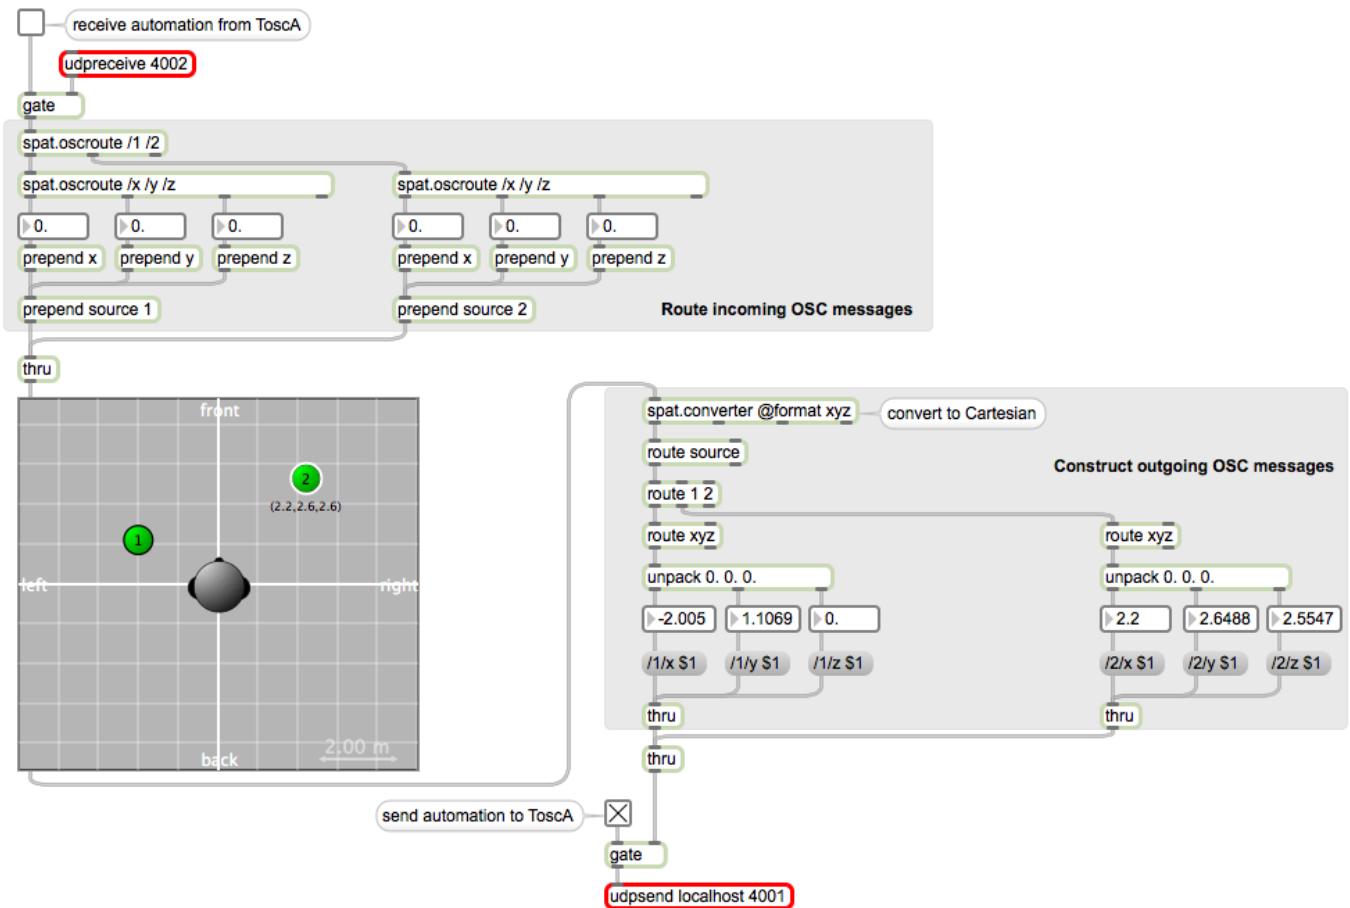 receive automation from ToscA
udpreceive 4002
gate
spat.oscroute /1 /2
spat.oscroute /x /y /z
spat.oscroute /x /y /z
0.
0.
0.
0.
0.
0.
prepend x
prepend y
prepend z
prepend x
prepend y
prepend z
prepend source 1
prepend source 2
Route incoming OSC messages
thru
front
2
(2.2,2.6,2.6)
1
left
right
2.00 m
back
spat.converter @format xyz
convert to Cartesian
route source
Construct outgoing OSC messages
route 1 2
route xyz
route xyz
unpack 0. 0. 0.
unpack 0. 0. 0.
-2.005
1.1069
0.
2.2
2.6488
2.5547
/1/x $1
/1/y $1
/1/z $1
/2/x $1
/2/y $1
/2/z $1
thru
thru
thru
send automation to ToscA
gate
udpsend localhost 4001